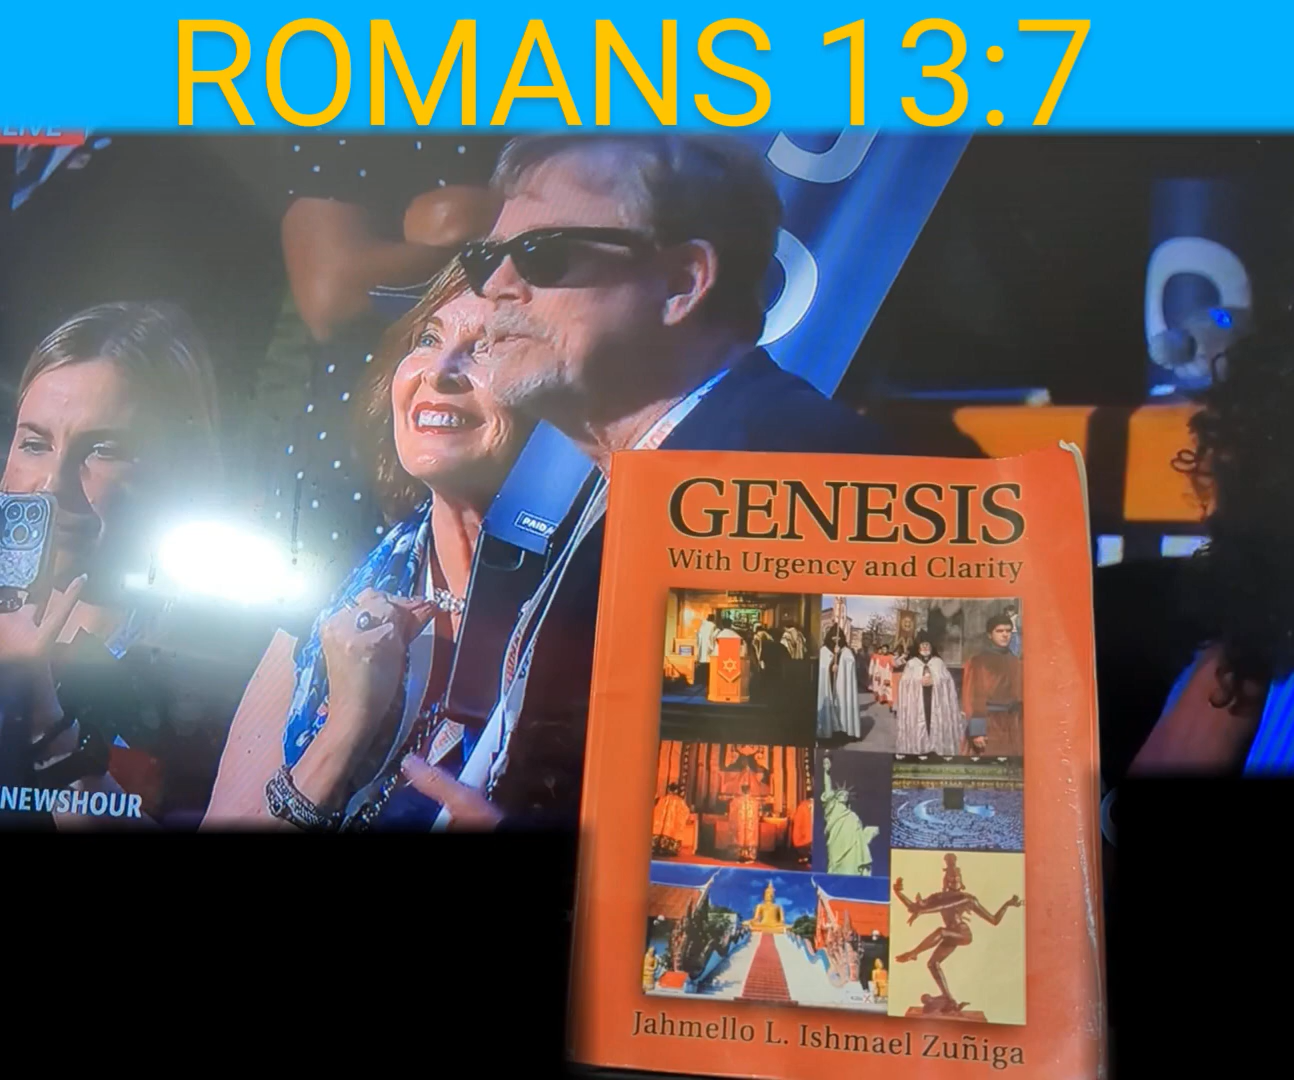 ROMANS 13:7
LIVE
PAID
GENESIS
With Urgency and Clarity
NEWSHOUR
Jahmello L. Ishmael Zuñiga